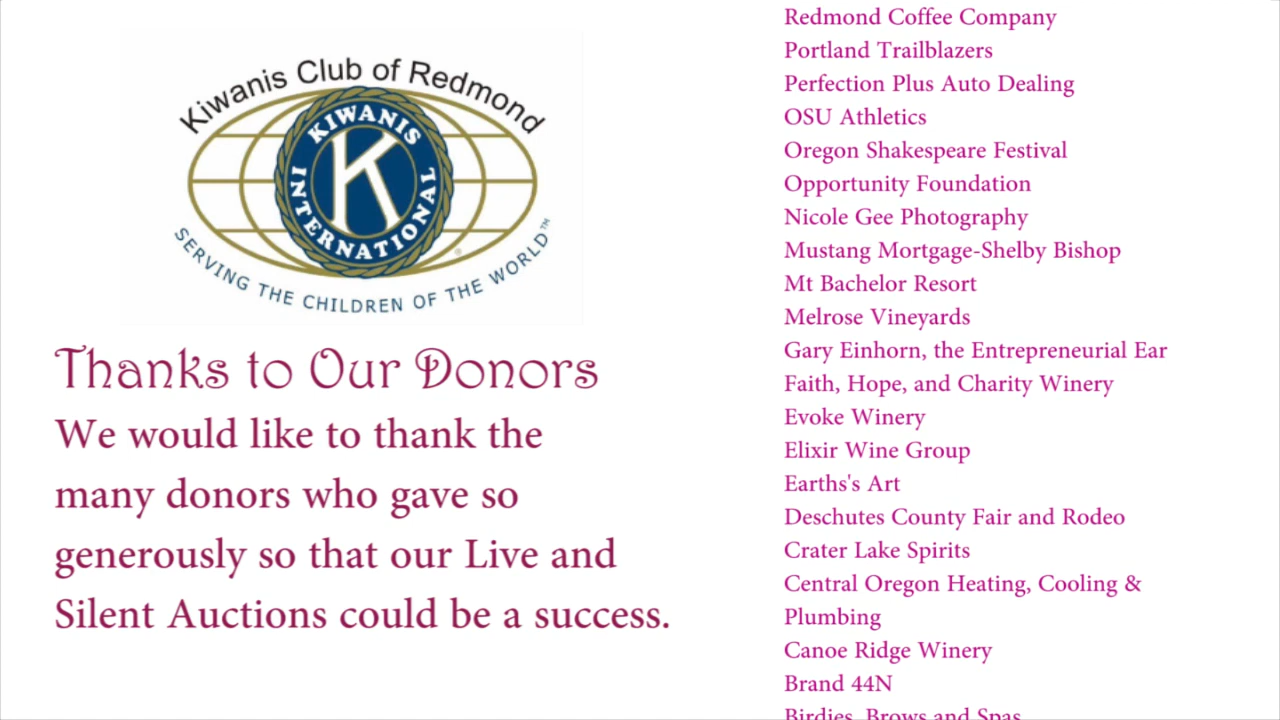 Kiwanis Club of Redmond
KIWANIS
K
INTERNATIONAL
®
SERVING THE CHILDREN OF THE WORLD™
Thanks to Our Donors
We would like to thank the
many donors who gave so
generously so that our Live and
Silent Auctions could be a success.
Redmond Coffee Company
Portland Trailblazers
Perfection Plus Auto Dealing
OSU Athletics
Oregon Shakespeare Festival
Opportunity Foundation
Nicole Gee Photography
Mustang Mortgage-Shelby Bishop
Mt Bachelor Resort
Melrose Vineyards
Gary Einhorn, the Entrepreneurial Ear
Faith, Hope, and Charity Winery
Evoke Winery
Elixir Wine Group
Earths's Art
Deschutes County Fair and Rodeo
Crater Lake Spirits
Central Oregon Heating, Cooling &
Plumbing
Canoe Ridge Winery
Brand 44N
Birdies, Brows and Spas